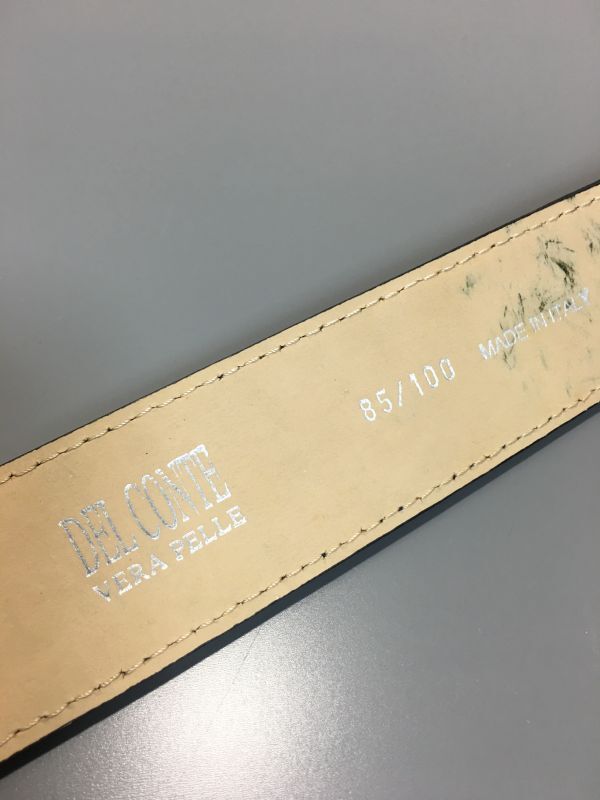 DEL CONTE
VERA PELLE
85/100
MADE IN ITALY